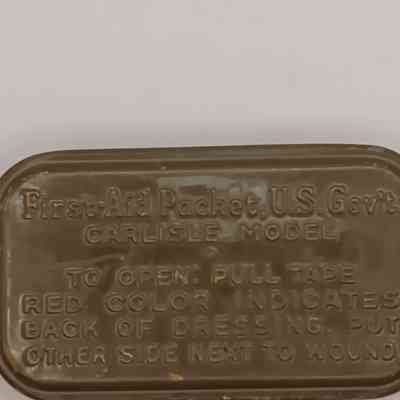 First-Aid Packet, U.S. Gov't
CARLISLE MODEL
TO OPEN: PULL TAPE
RED COLOR INDICATES
BACK OF DRESSING. PUT
OTHER SIDE NEXT TO WOUND